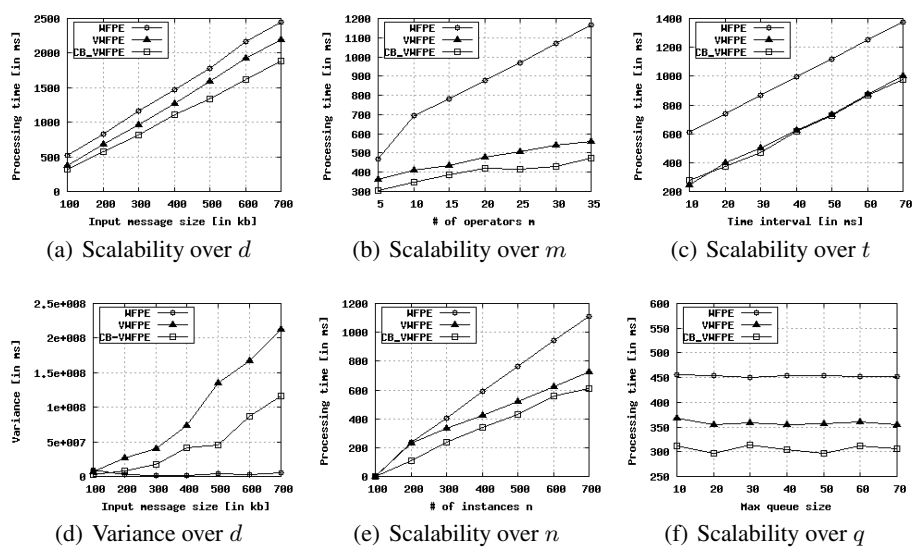 2500
2000
1500
1000
500
0
Processing time [in ms]
WFPE
VWFPE
CB_VWFPE
100 200 300 400 500 600 700
Input message size [in kb]
(a) Scalability over d
1200
1100
1000
900
800
700
600
500
400
300
Processing time [in ms]
WFPE
VWFPE
CB_VWFPE
5 10 15 20 25 30 35
# of operators m
(b) Scalability over m
1400
1200
1000
800
600
400
200
Processing time [in ms]
WFPE
VWFPE
CB_VWFPE
10 20 30 40 50 60 70
Time interval [in ms]
(c) Scalability over t
2.5e+008
2e+008
1.5e+008
1e+008
5e+007
0
Variance [in ms]
WFPE
VWFPE
CB-VWFPE
100 200 300 400 500 600 700
Input message size [in kb]
(d) Variance over d
1200
1000
800
600
400
200
0
Processing time [in ms]
WFPE
VWFPE
CB_VWFPE
100 200 300 400 500 600 700
# of instances n
(e) Scalability over n
600
550
500
450
400
350
300
250
Processing time [in ms]
WFPE
VWFPE
CB_VWFPE
10 20 30 40 50 60 70
Max queue size
(f) Scalability over q